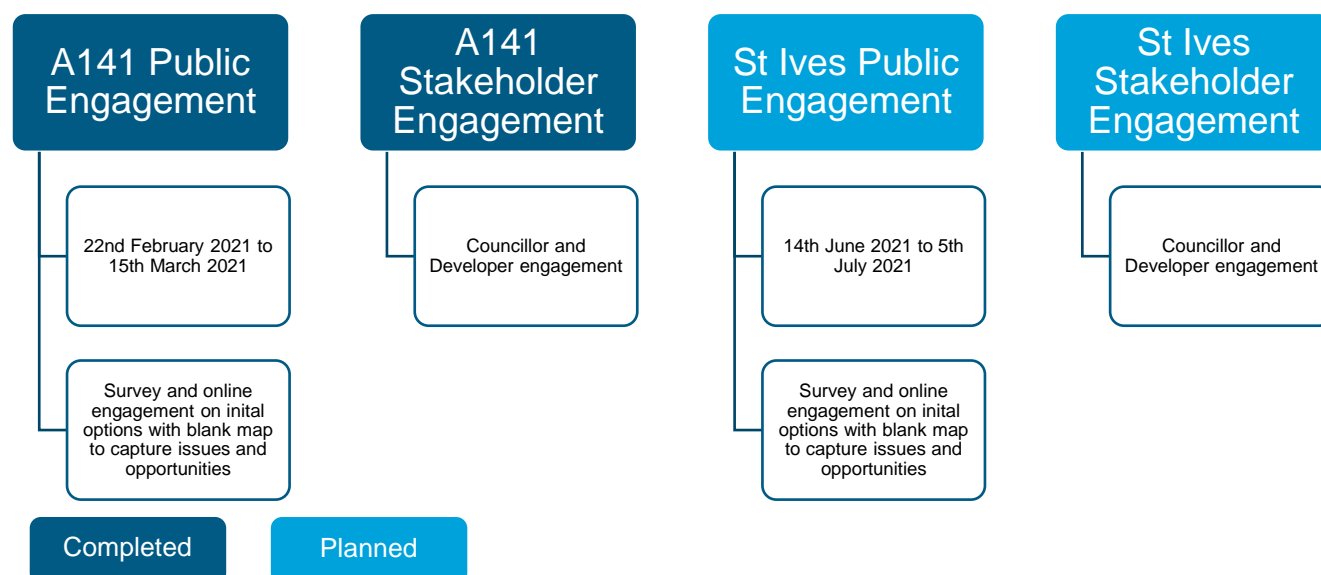 A141 Public
Engagement
22nd February 2021 to
15th March 2021
Survey and online
engagement on inital
options with blank map
to capture issues and
opportunities
A141
Stakeholder
Engagement
Councillor and
Developer engagement
St Ives Public
Engagement
14th June 2021 to 5th
July 2021
Survey and online
engagement on inital
options with blank map
to capture issues and
opportunities
St Ives
Stakeholder
Engagement
Councillor and
Developer engagement
Completed
Planned